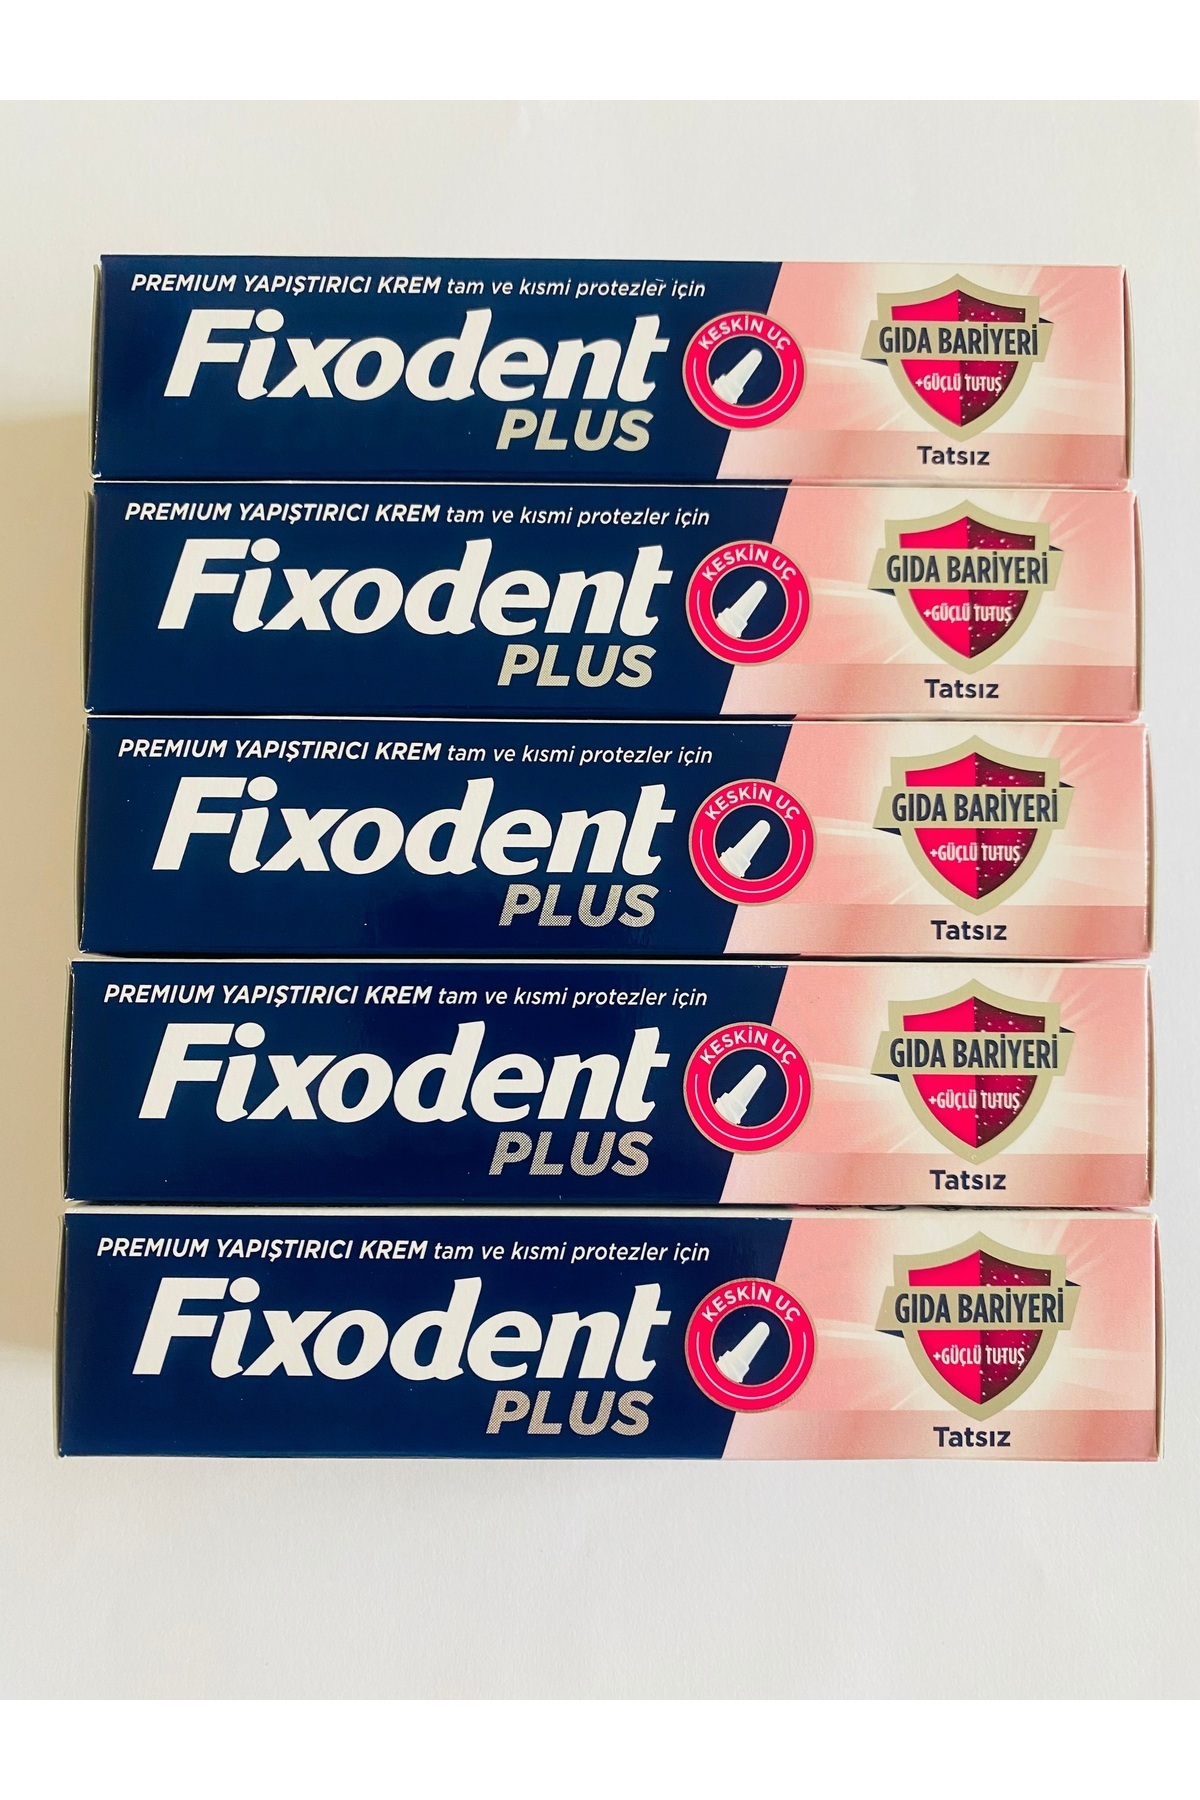 PREMIUM YAPIŞTIRICI KREM tam ve kısmi protezler için
Fixodent
PLUS
KESKİN UÇ
GIDA BARİYERİ
+GÜÇLÜ TUTUŞ
Tatsız
PREMIUM YAPIŞTIRICI KREM tam ve kısmi protezler için
Fixodent
PLUS
KESKİN UÇ
GIDA BARİYERİ
+GÜÇLÜ TUTUŞ
Tatsız
PREMIUM YAPIŞTIRICI KREM tam ve kısmi protezler için
Fixodent
PLUS
KESKİN UÇ
GIDA BARİYERİ
+GÜÇLÜ TUTUŞ
Tatsız
PREMIUM YAPIŞTIRICI KREM tam ve kısmi protezler için
Fixodent
PLUS
KESKİN UÇ
GIDA BARİYERİ
+GÜÇLÜ TUTUŞ
Tatsız
PREMIUM YAPIŞTIRICI KREM tam ve kısmi protezler için
Fixodent
PLUS
KESKİN UÇ
GIDA BARİYERİ
+GÜÇLÜ TUTUŞ
Tatsız